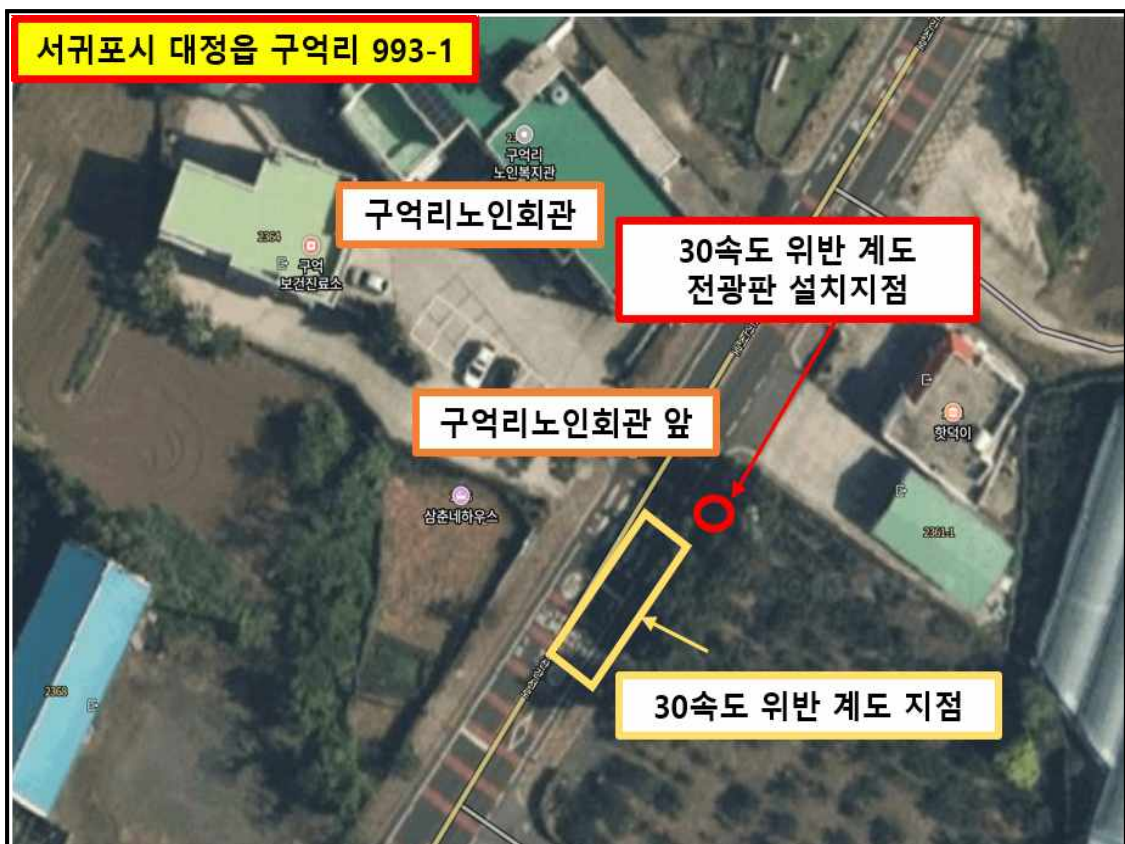 서귀포시 대정읍 구억리 993-1
구억리
노인복지관
구억리노인회관
2364
구억
보건진료소
30속도 위반 계도
전광판 설치지점
구억리노인회관 앞
핫덕이
삼춘네하우스
2361-1
30속도 위반 계도 지점
2368